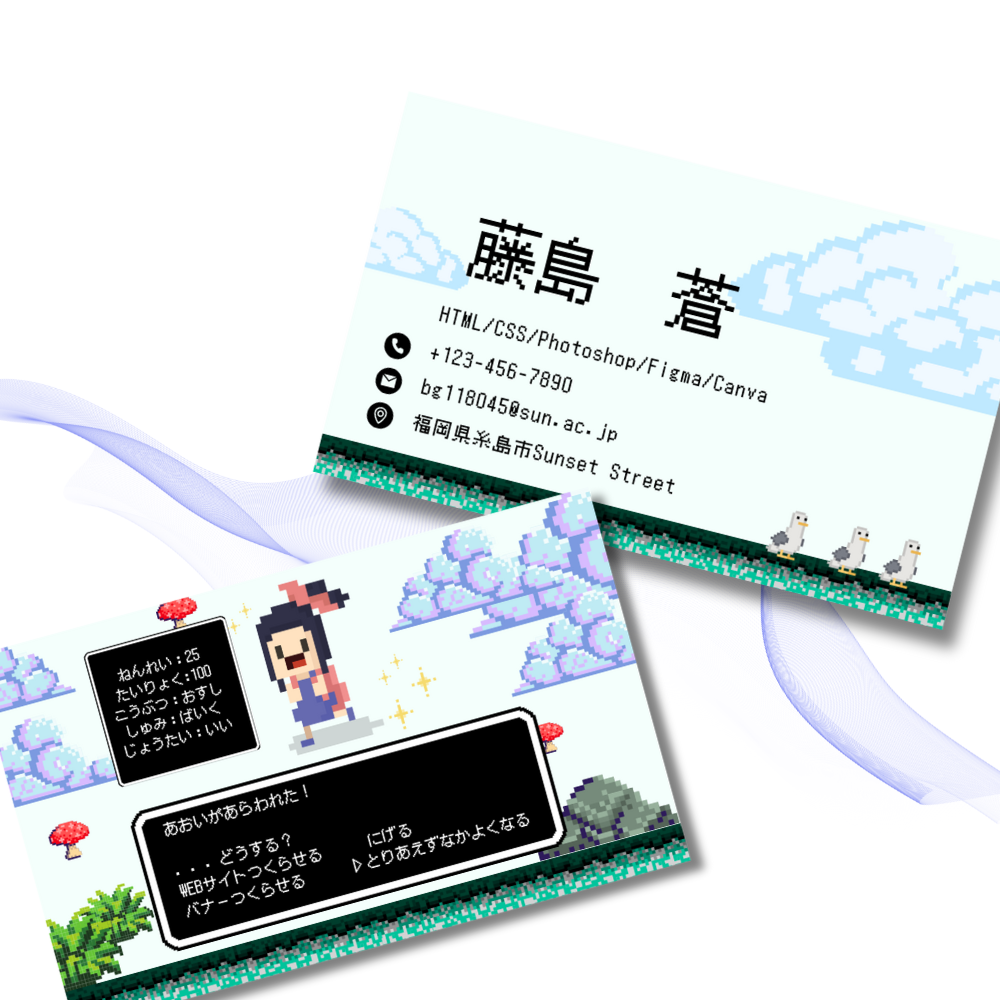 藤島　蒼
HTML/CSS/Photoshop/Figma/Canva
+123-456-7890
bg118045@sun.ac.jp
福岡県糸島市Sunset Street
ねんれい：25
たいりょく：100
こうぶつ：おすし
しゅみ：ばいく
じょうたい：いい
あおいがあらわれた！
．．．どうする？　にげる
WEBサイトつくらせる　▷とりあえずなかよくなる
バナーつくらせる